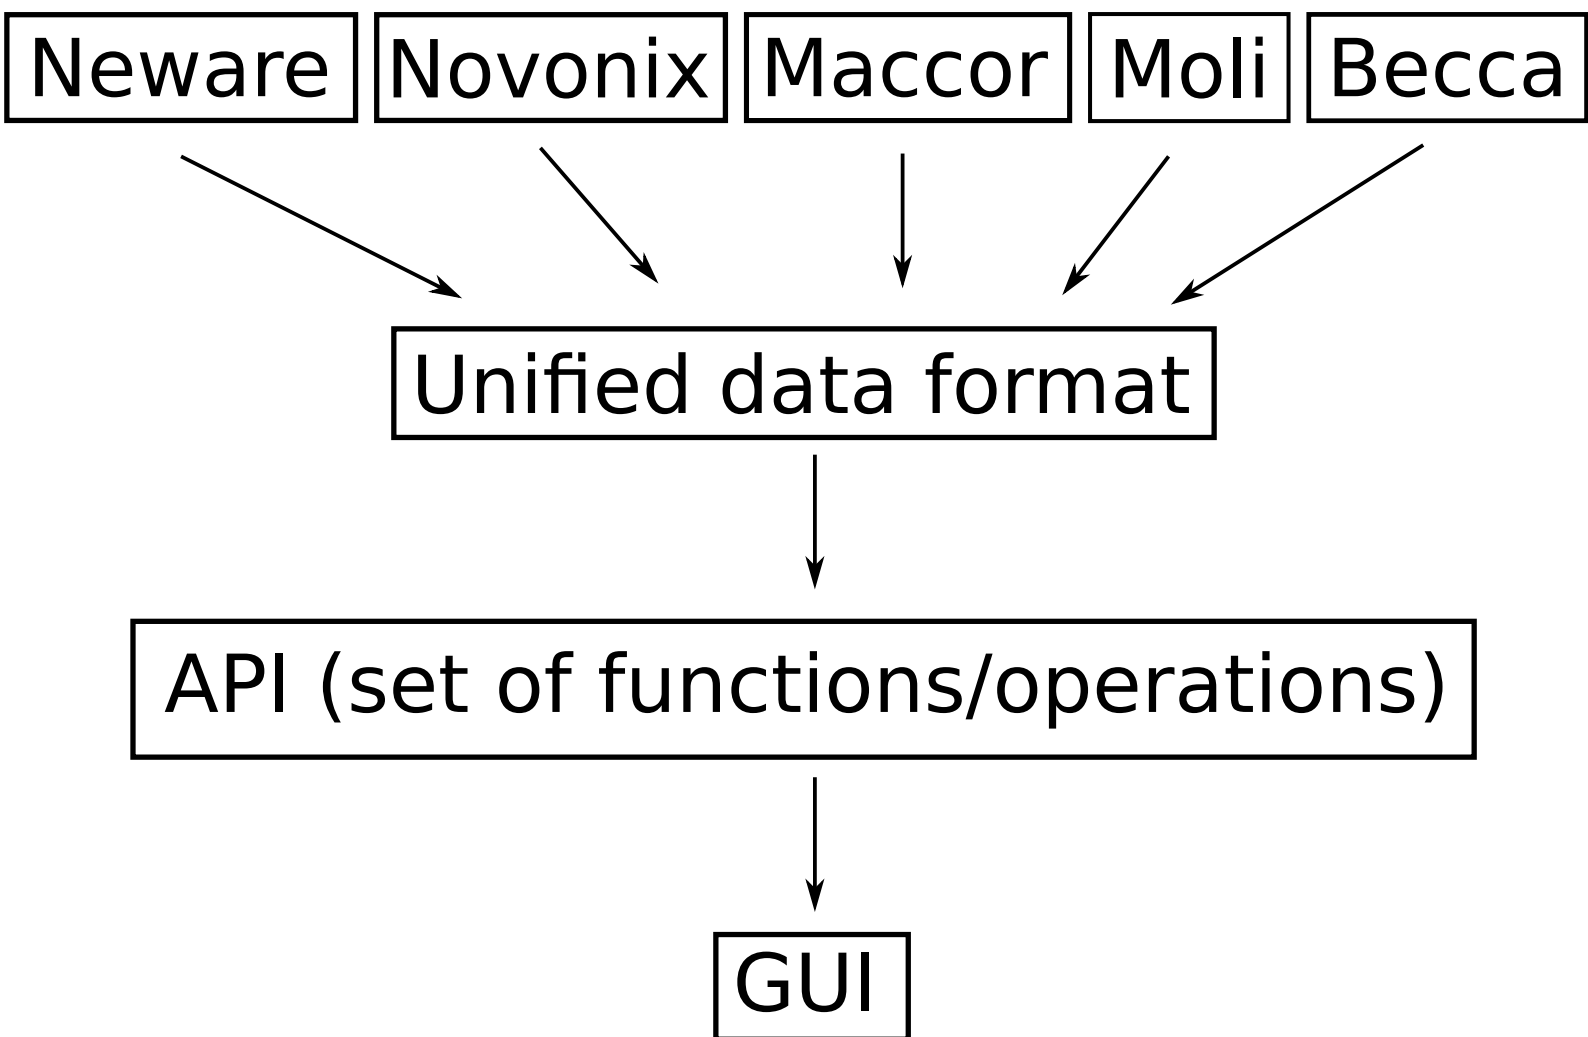 Neware Novonix Maccor Moli Becca
Unified data format
API (set of functions/operations)
GUI